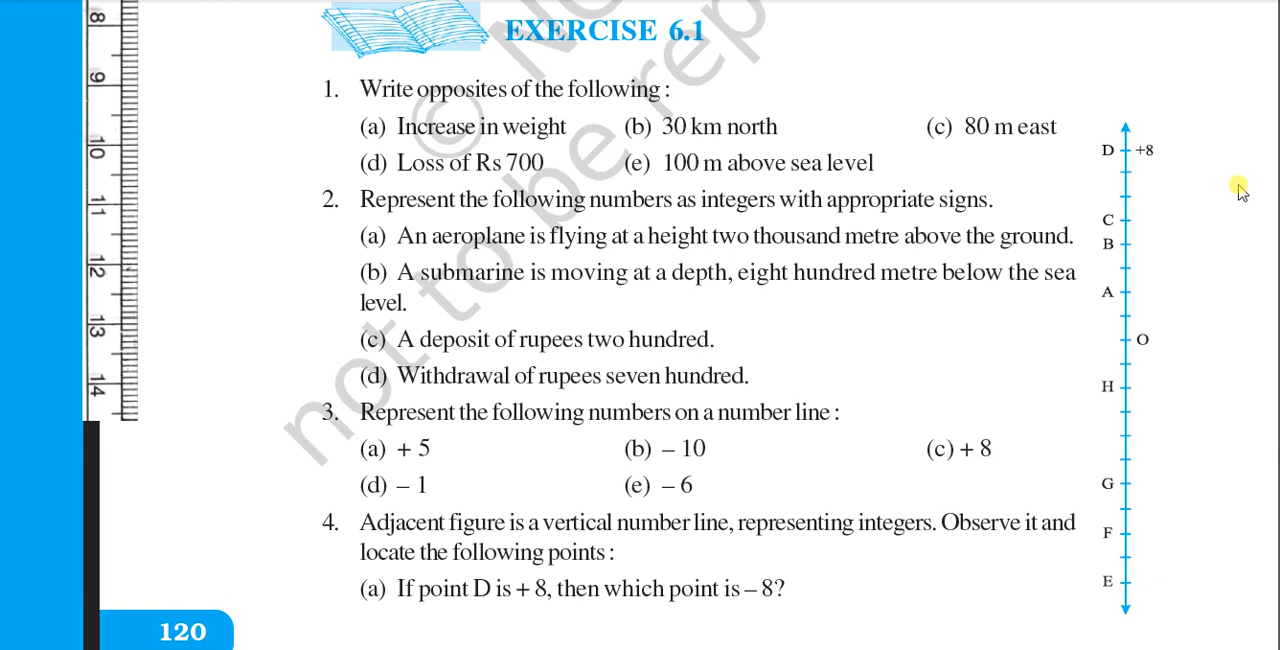 8
9
10
11
12
13
14
EXERCISE 6.1
1. Write opposites of the following :
(a) Increase in weight (b) 30 km north (c) 80 m east
(d) Loss of Rs 700 (e) 100 m above sea level
2. Represent the following numbers as integers with appropriate signs.
(a) An aeroplane is flying at a height two thousand metre above the ground.
(b) A submarine is moving at a depth, eight hundred metre below the sea
level.
(c) A deposit of rupees two hundred.
(d) Withdrawal of rupees seven hundred.
3. Represent the following numbers on a number line :
(a) + 5 (b) – 10 (c) + 8
(d) – 1 (e) – 6
4. Adjacent figure is a vertical number line, representing integers. Observe it and
locate the following points :
(a) If point D is + 8, then which point is – 8?
D +8
C
B
A
O
H
G
F
E
120
©
not to be rep